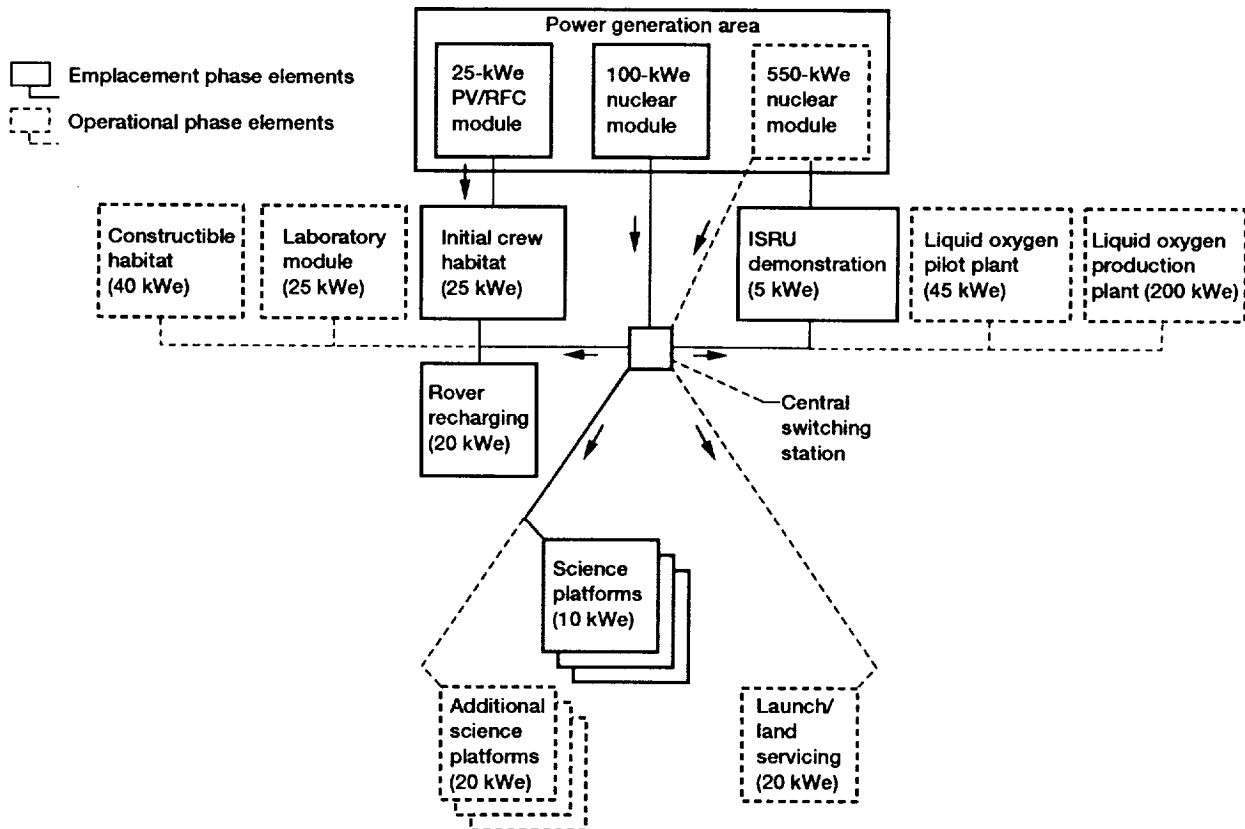 Power generation area
Emplacement phase elements
Operational phase elements
25-kWe
PV/RFC
module
100-kWe
nuclear
module
550-kWe
nuclear
module
Constructible
habitat
(40 kWe)
Laboratory
module
(25 kWe)
Initial crew
habitat
(25 kWe)
ISRU
demonstration
(5 kWe)
Liquid oxygen
pilot plant
(45 kWe)
Liquid oxygen
production
plant (200 kWe)
Rover
recharging
(20 kWe)
Central
switching
station
Science
platforms
(10 kWe)
Additional
science
platforms
(20 kWe)
Launch/
land
servicing
(20 kWe)